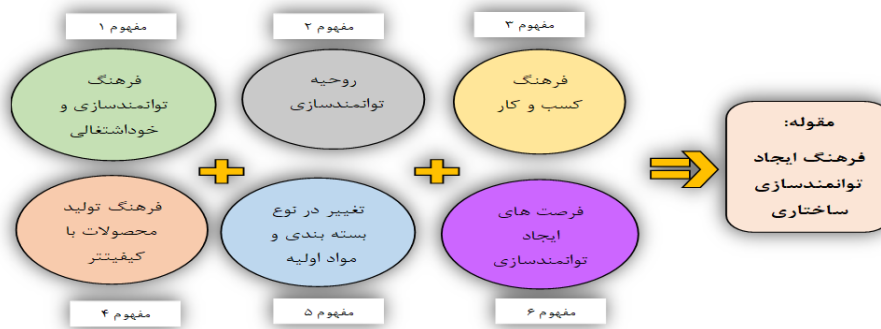 مفهوم ۱
مفهوم ۲
مفهوم ۳
فرهنگ
توانمندسازی و
خوداشتغالی
روحیه
توانمندسازی
فرهنگ
کسب و کار
مقوله:
فرهنگ ایجاد
توانمندسازی
ساختاری
فرهنگ تولید
محصولات با
کیفیتتر
تغییر در نوع
بسته بندی و
مواد اولیه
فرصت های
ایجاد
توانمندسازی
مفهوم ۴
مفهوم ۵
مفهوم ۶